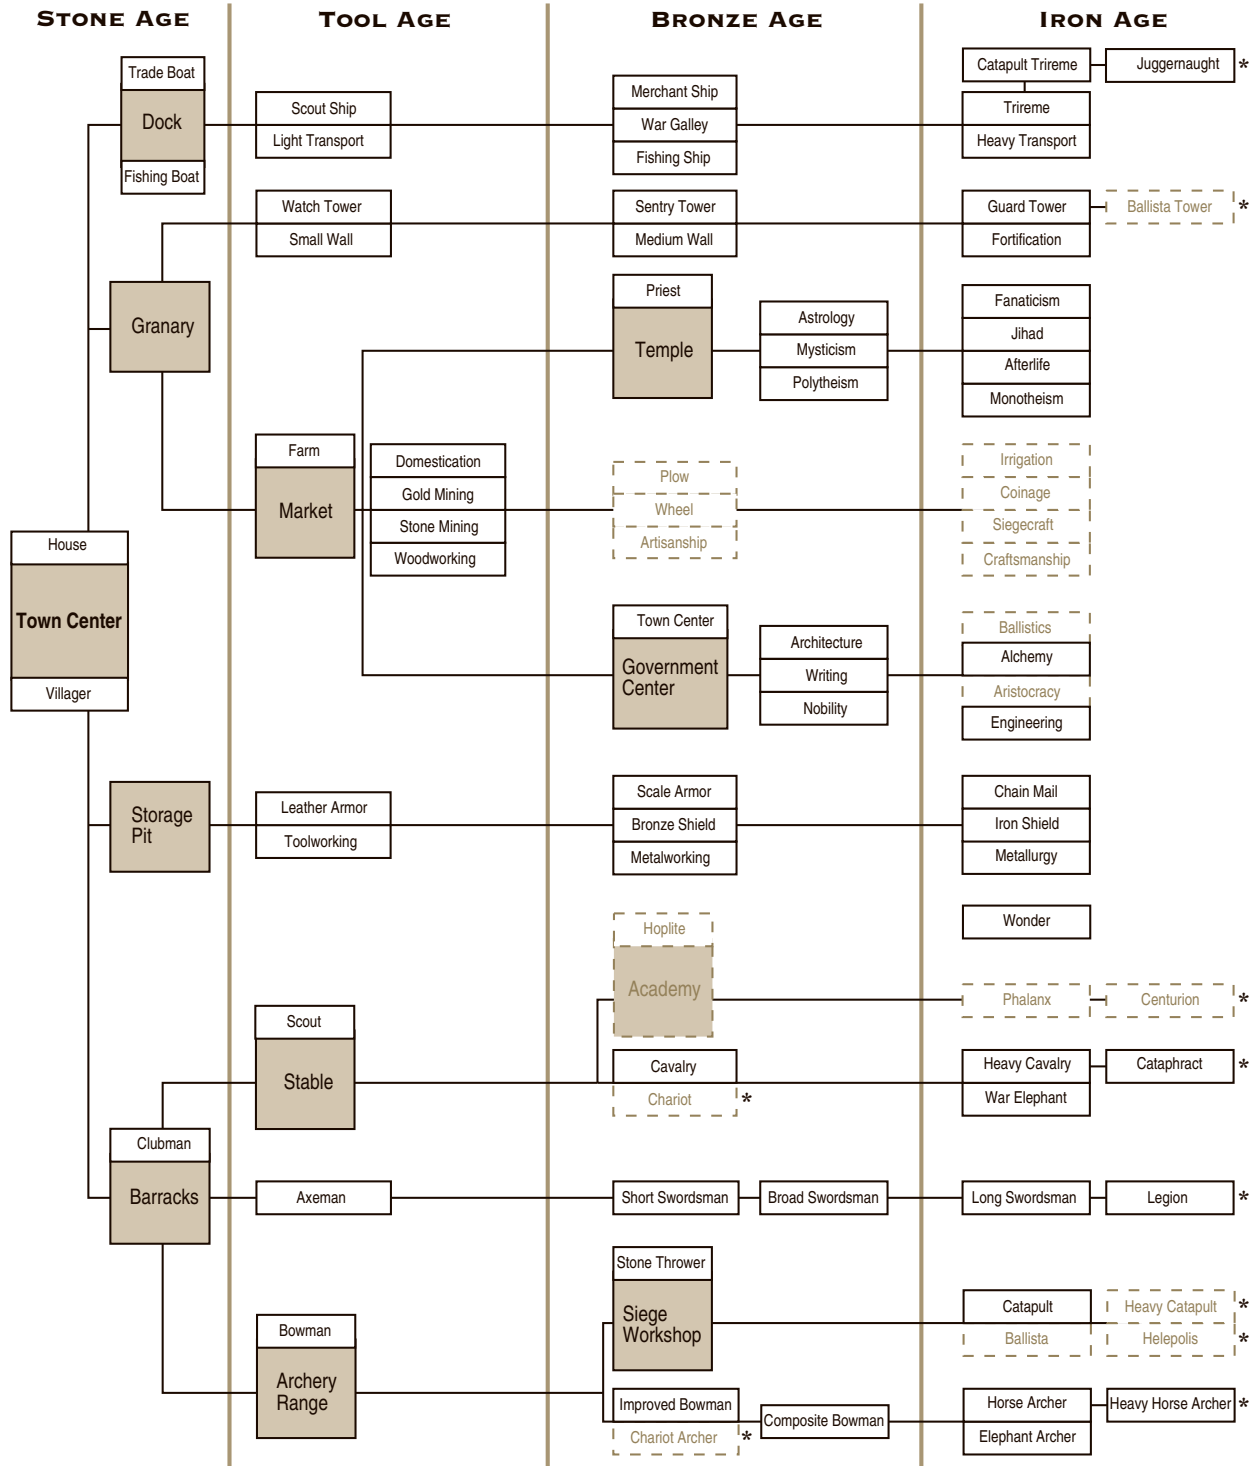 STONE AGE
TOOL AGE
BRONZE AGE
IRON AGE
Trade Boat
Dock
Fishing Boat
Scout Ship
Light Transport
Merchant Ship
War Galley
Fishing Ship
Catapult Trireme
Juggernaught
*
Trireme
Heavy Transport
Granary
Watch Tower
Small Wall
Sentry Tower
Medium Wall
Guard Tower
Ballista Tower
*
Fortification
Priest
Temple
Astrology
Mysticism
Polytheism
Fanaticism
Jihad
Afterlife
Monotheism
Farm
Market
Domestication
Gold Mining
Stone Mining
Woodworking
Plow
Wheel
Artisanship
Irrigation
Coinage
Siegecraft
Craftsmanship
House
Town Center
Villager
Town Center
Government
Center
Architecture
Writing
Nobility
Ballistics
Alchemy
Aristocracy
Engineering
Storage
Pit
Leather Armor
Toolworking
Scale Armor
Bronze Shield
Metalworking
Chain Mail
Iron Shield
Metallurgy
Wonder
Hoplite
Academy
Phalanx
Centurion
*
Scout
Stable
Cavalry
Chariot
*
Heavy Cavalry
Cataphract
*
War Elephant
Clubman
Barracks
Axeman
Short Swordsman
Broad Swordsman
Long Swordsman
Legion
*
Stone Thrower
Siege
Workshop
Catapult
Heavy Catapult
*
Ballista
Helepolis
*
Bowman
Archery
Range
Improved Bowman
Chariot Archer
*
Composite Bowman
Horse Archer
Heavy Horse Archer
*
Elephant Archer